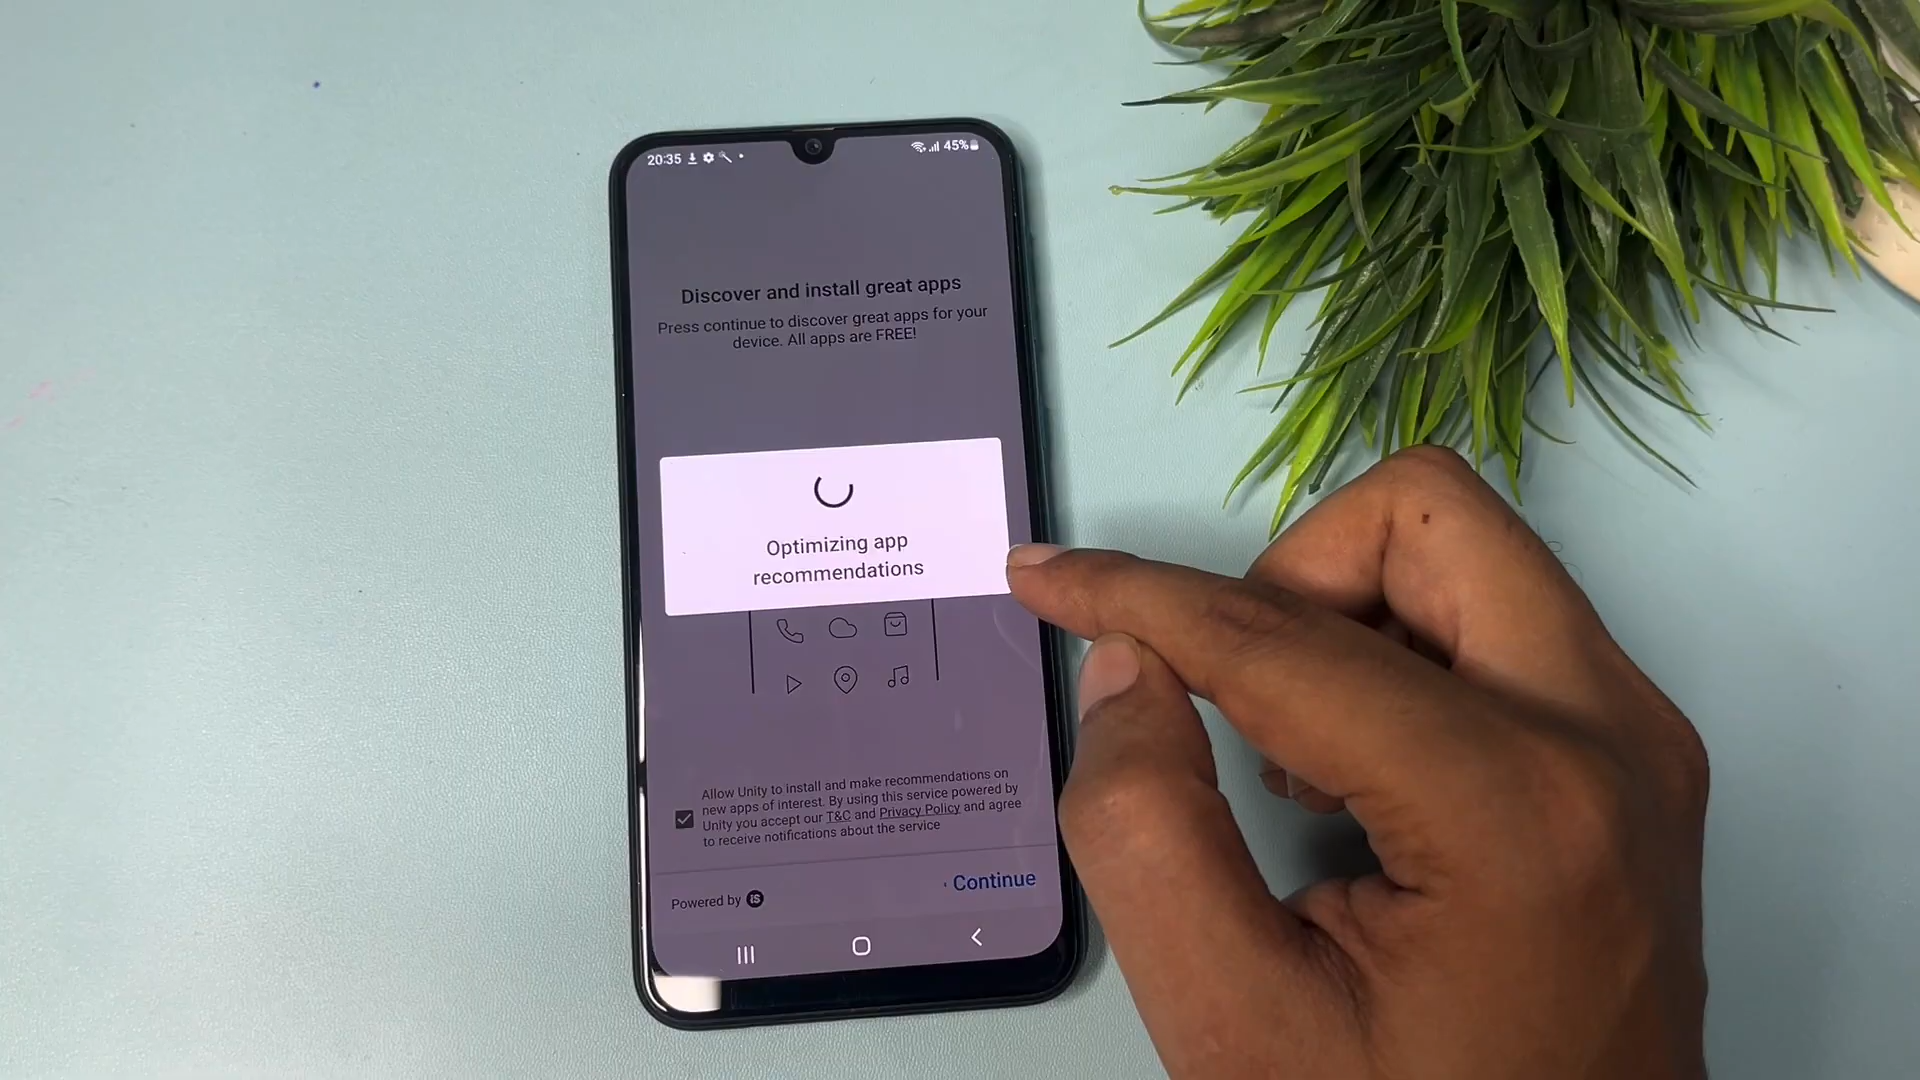 20:35
45%
Discover and install great apps
Press continue to discover great apps for your
device. All apps are FREE!
Optimizing app
recommendations
Allow Unity to install and make recommendations on
new apps of interest. By using this service powered by
Unity you accept our T&C and Privacy Policy and agree
to receive notifications about the service
Continue
Powered by iS